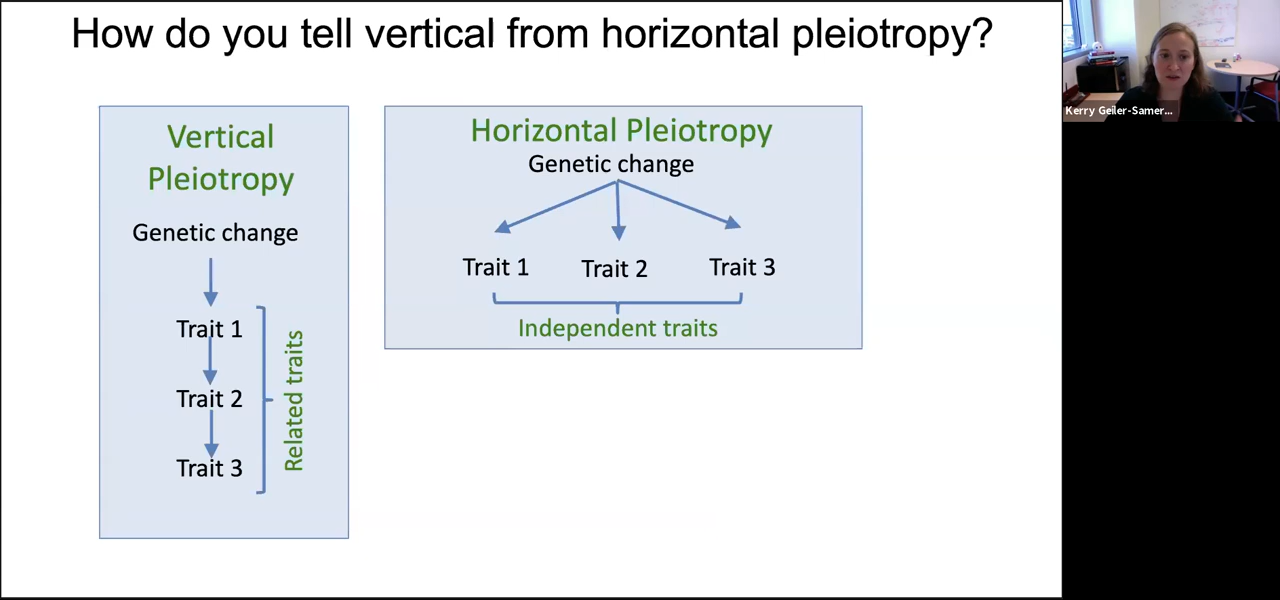 How do you tell vertical from horizontal pleiotropy?
Vertical
Pleiotropy
Genetic change
Trait 1
Trait 2
Trait 3
Related traits
Horizontal Pleiotropy
Genetic change
Trait 1 Trait 2 Trait 3
Independent traits
Kerry Geiler-Samer...